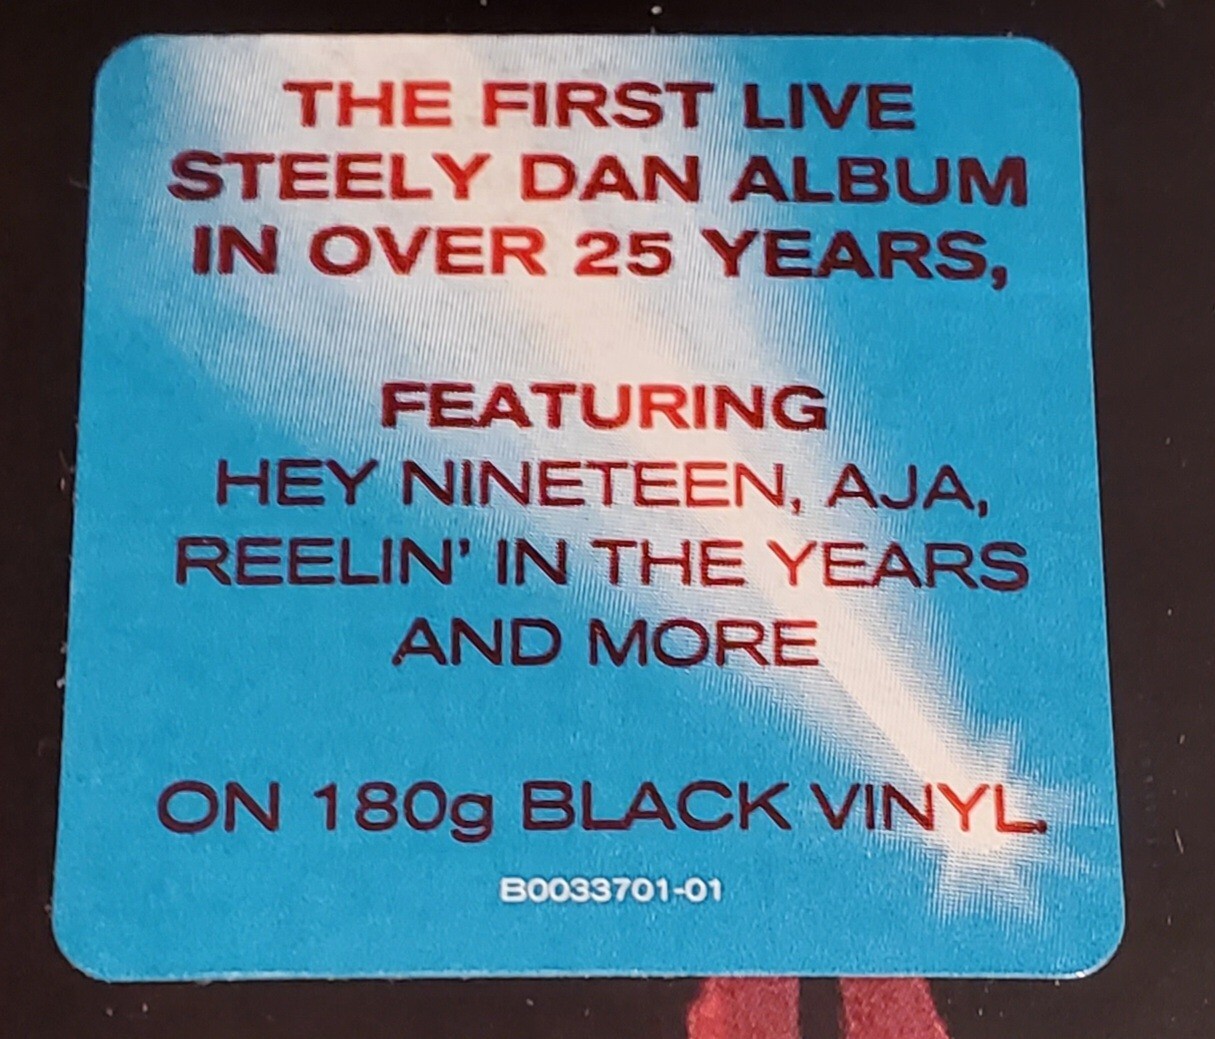 THE FIRST LIVE
STEELY DAN ALBUM
IN OVER 25 YEARS,
FEATURING
HEY NINETEEN, AJA,
REELIN’ IN THE YEARS
AND MORE
ON 180g BLACK VINYL.
B0033701-01